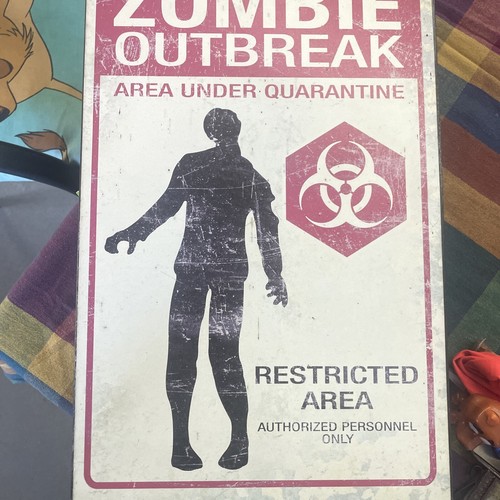 ZOMBIE
OUTBREAK
AREA UNDER QUARANTINE
RESTRICTED
AREA
AUTHORIZED PERSONNEL
ONLY